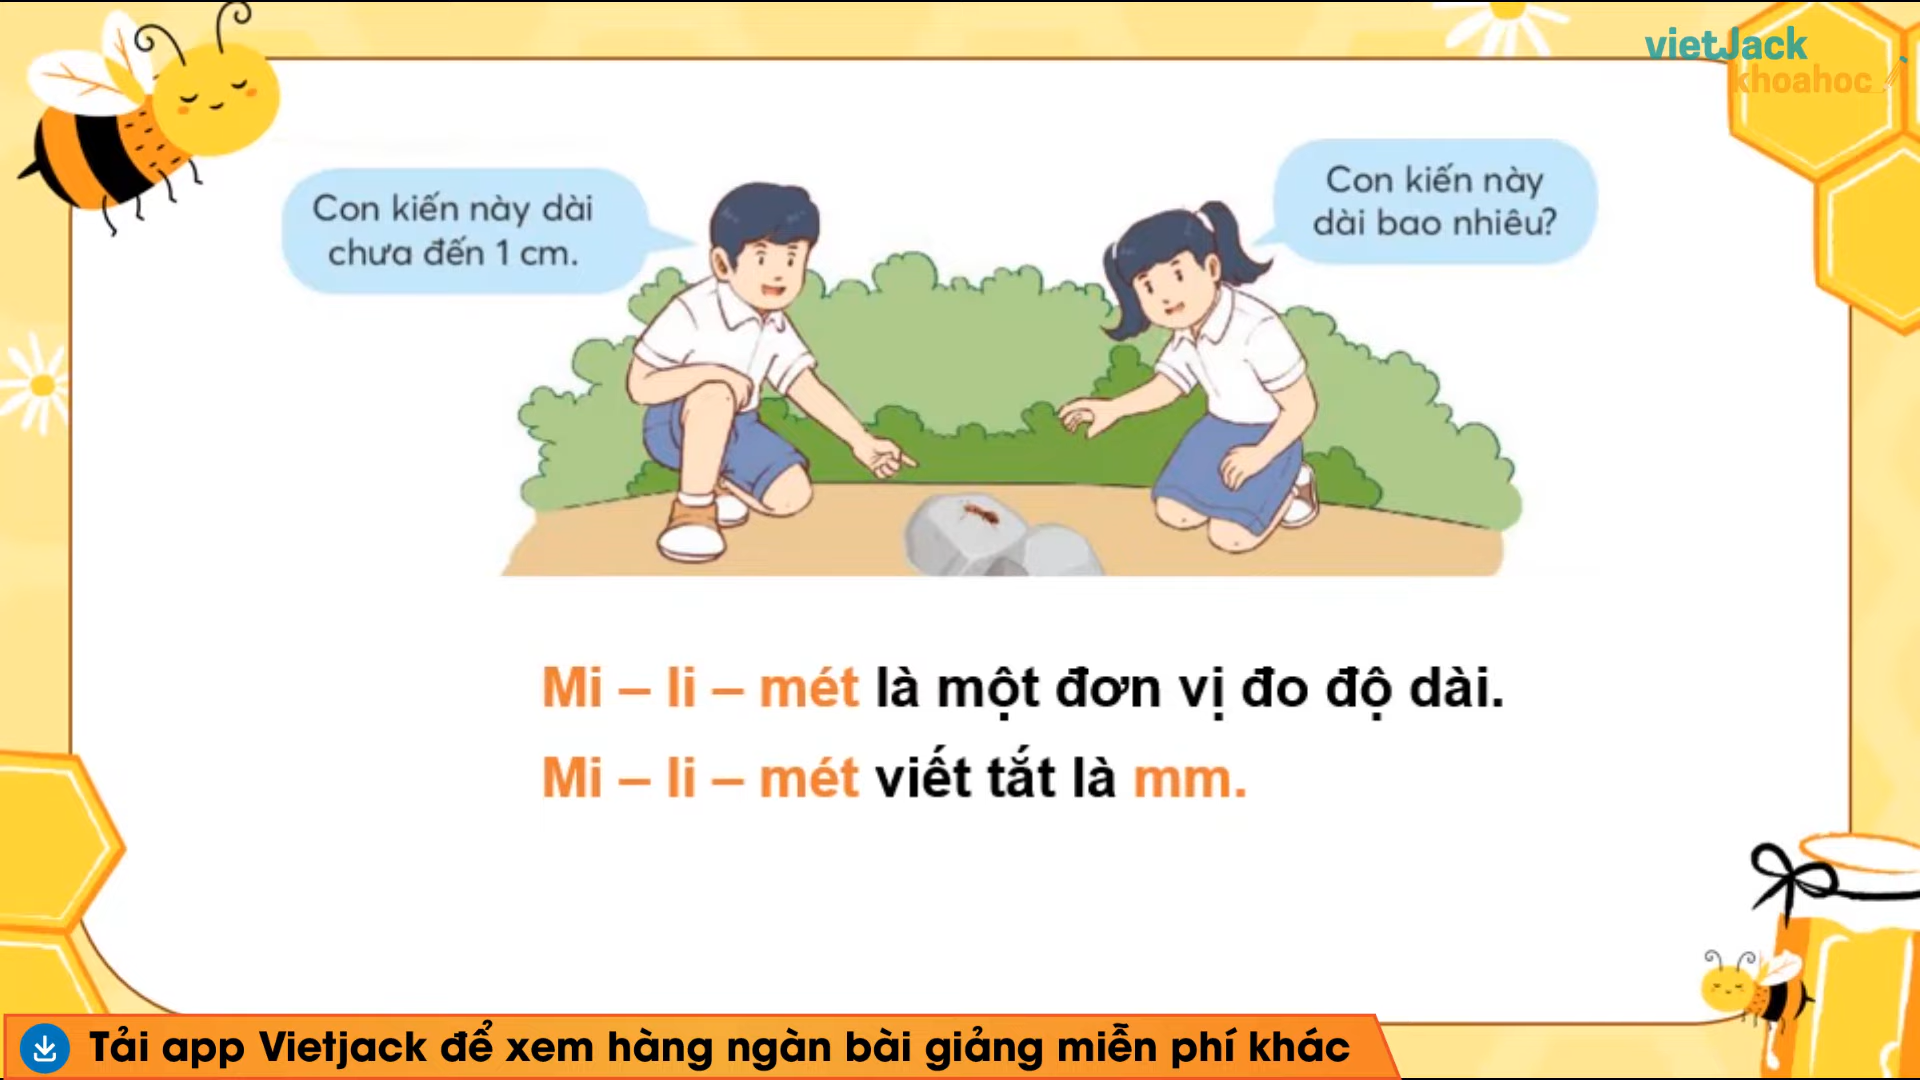 vietJack
khoahoc
Con kiến này dài
chưa đến 1 cm.
Con kiến này
dài bao nhiêu?
Mi – li – mét là một đơn vị đo độ dài.
Mi – li – mét viết tắt là mm.
Tải app Vietjack để xem hàng ngàn bài giảng miễn phí khác